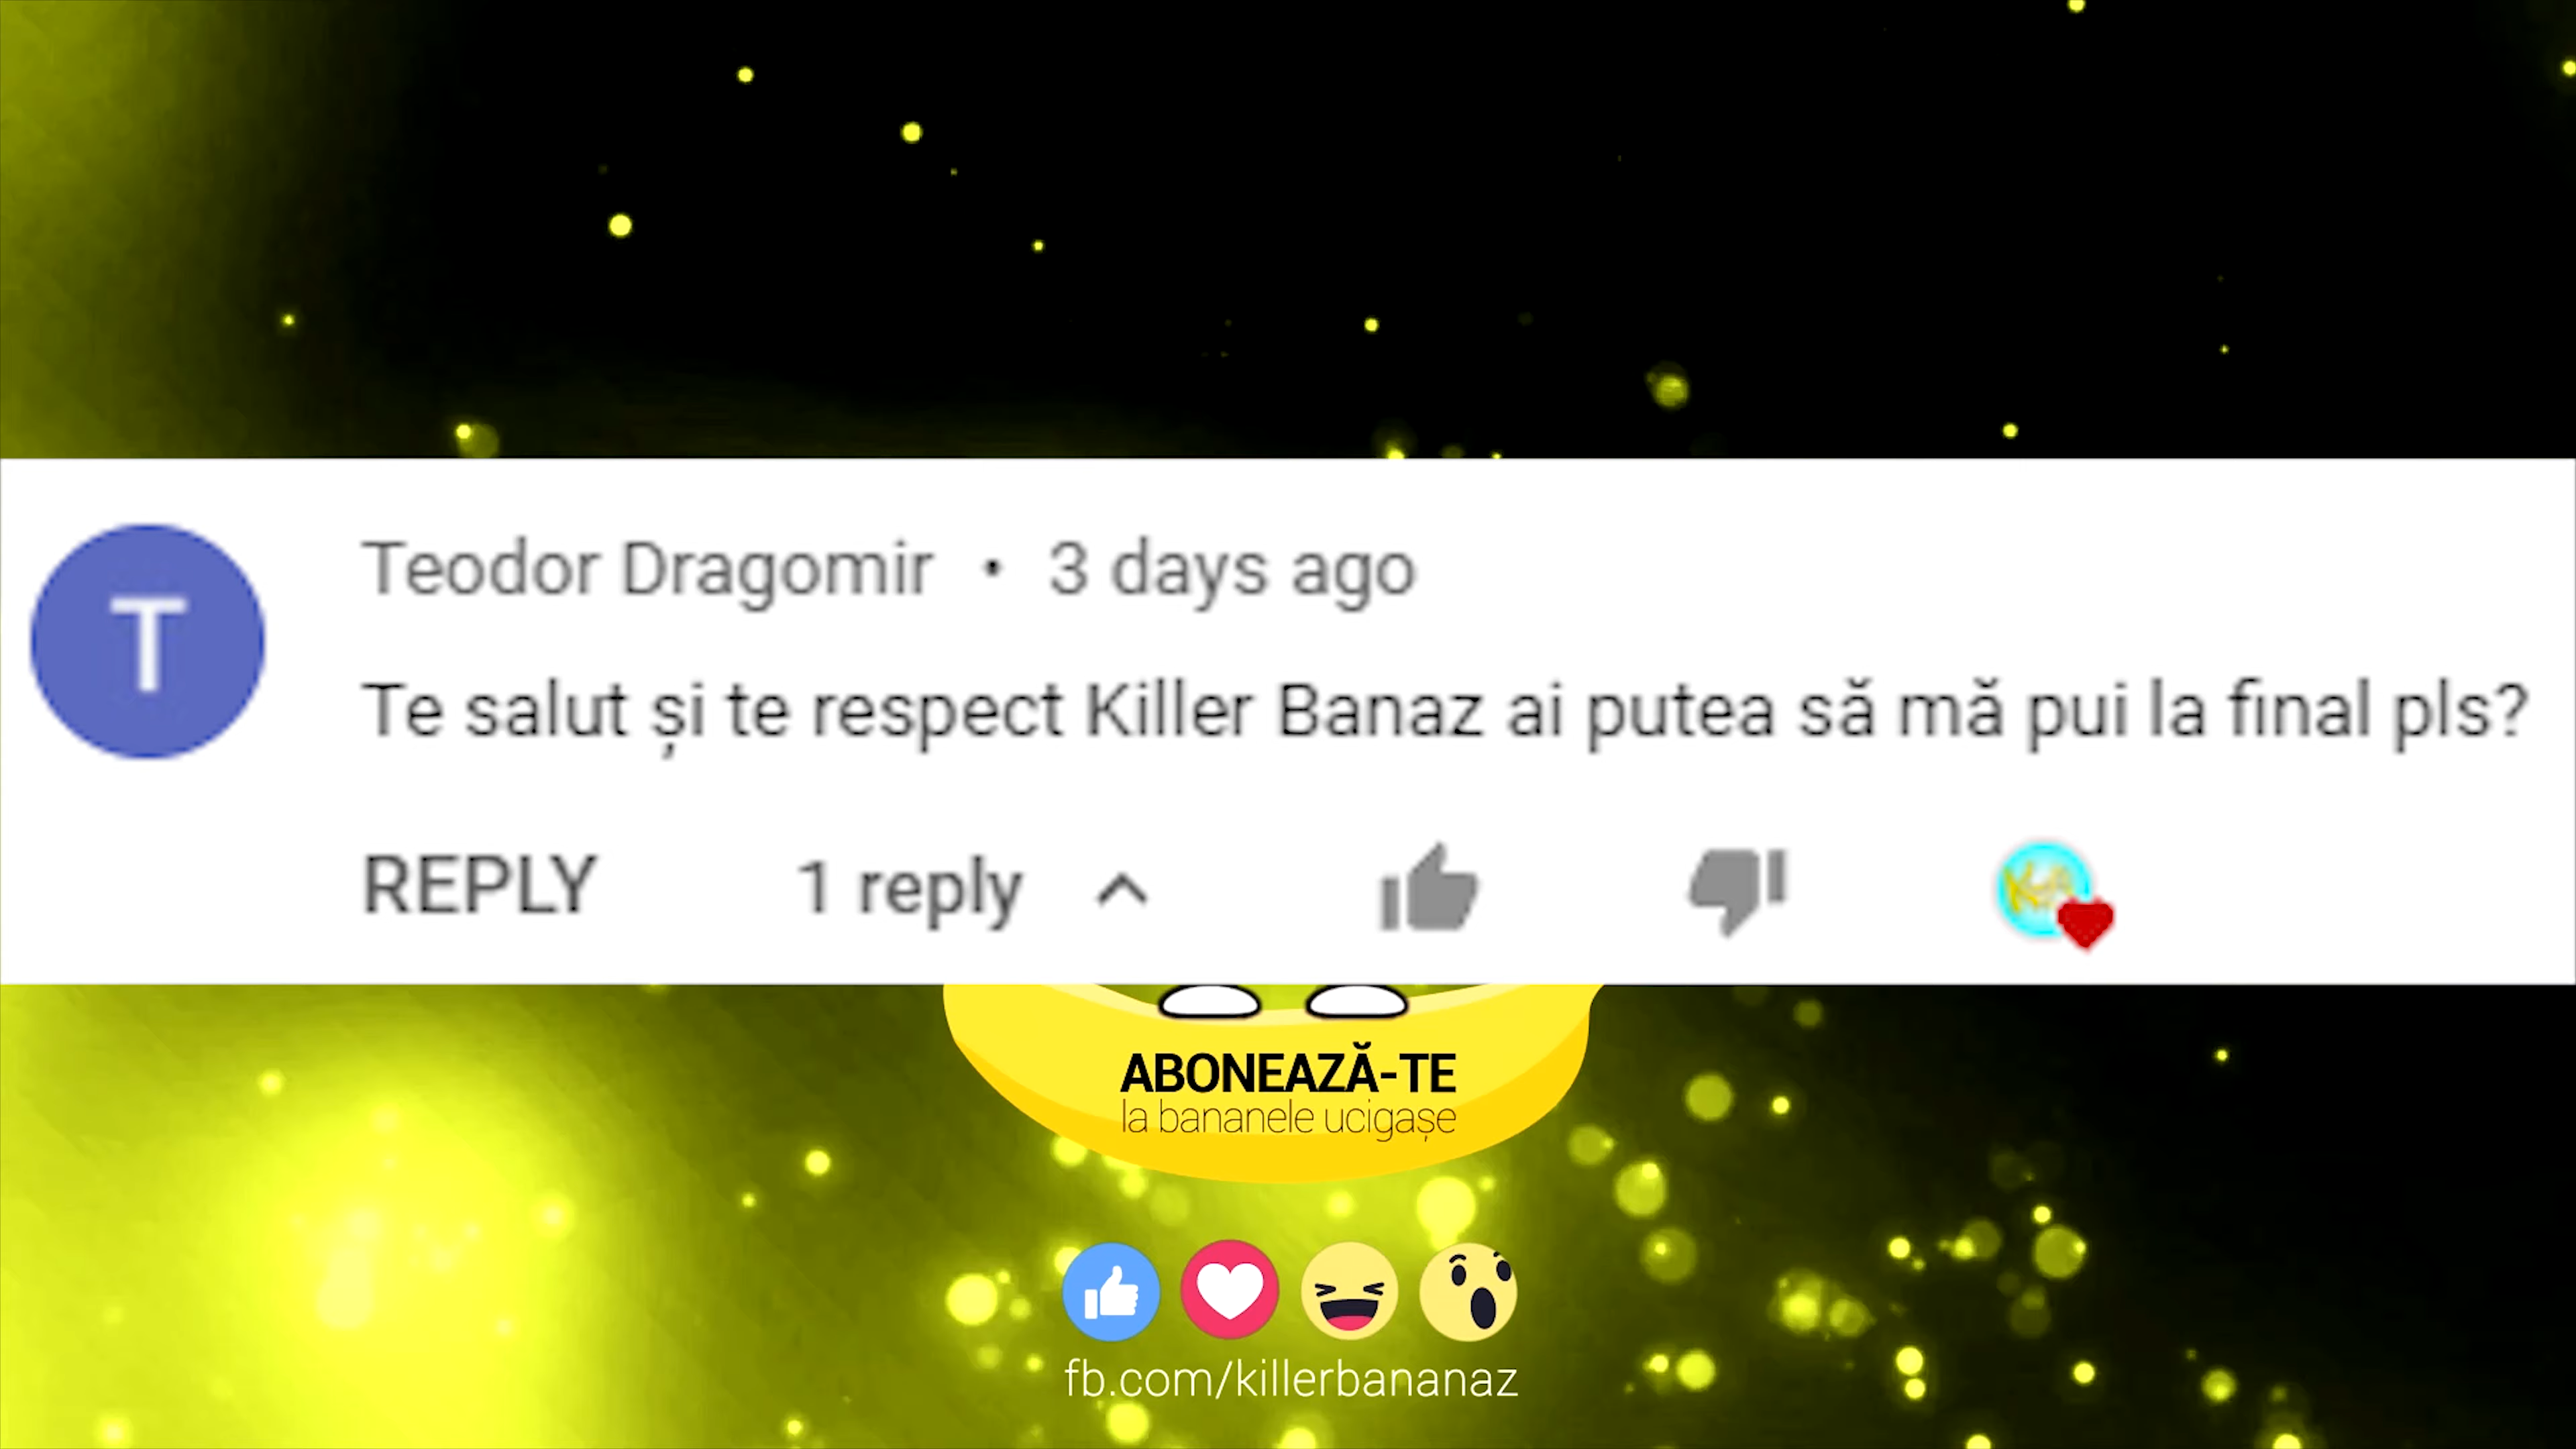 T
Teodor Dragomir • 3 days ago
Te salut și te respect Killer Banaz ai putea să mă pui la final pls?
REPLY 1 reply
ABONEAZĂ-TE
la bananele ucigașe
fb.com/killerbananaz